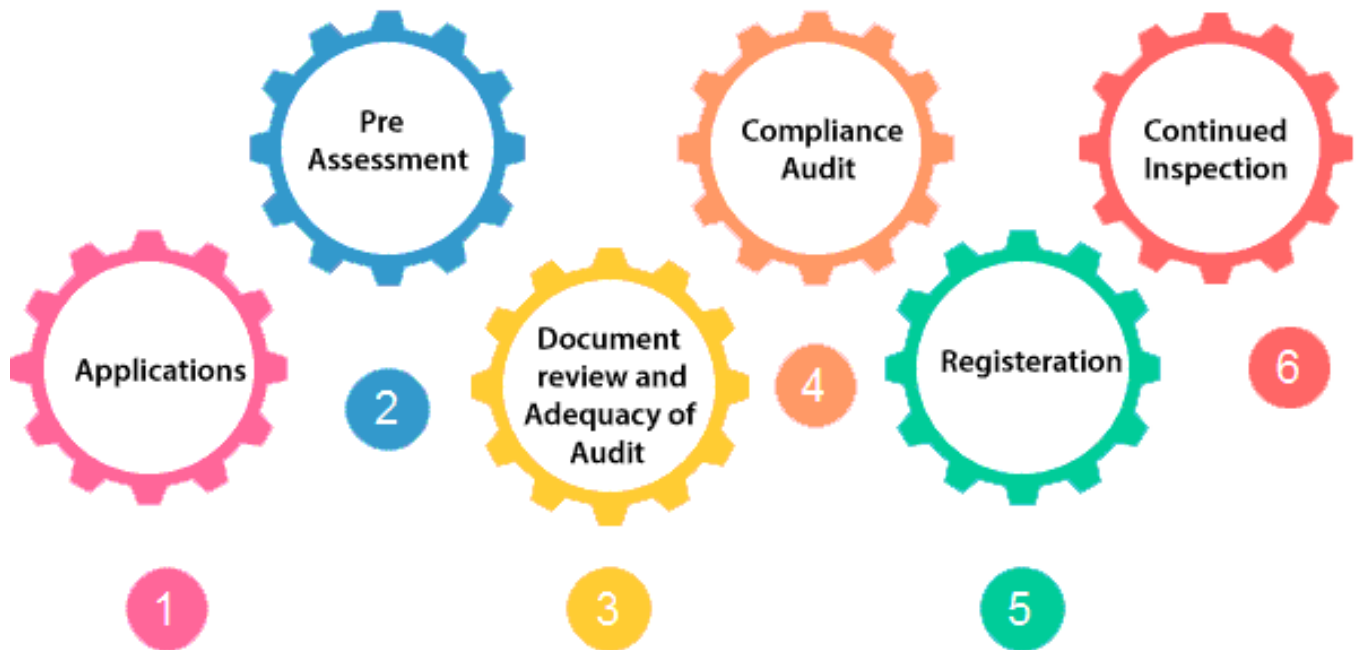 Applications
1
Pre
Assessment
2
Document
review and
Adequacy of
Audit
3
Compliance
Audit
4
Registeration
5
Continued
Inspection
6